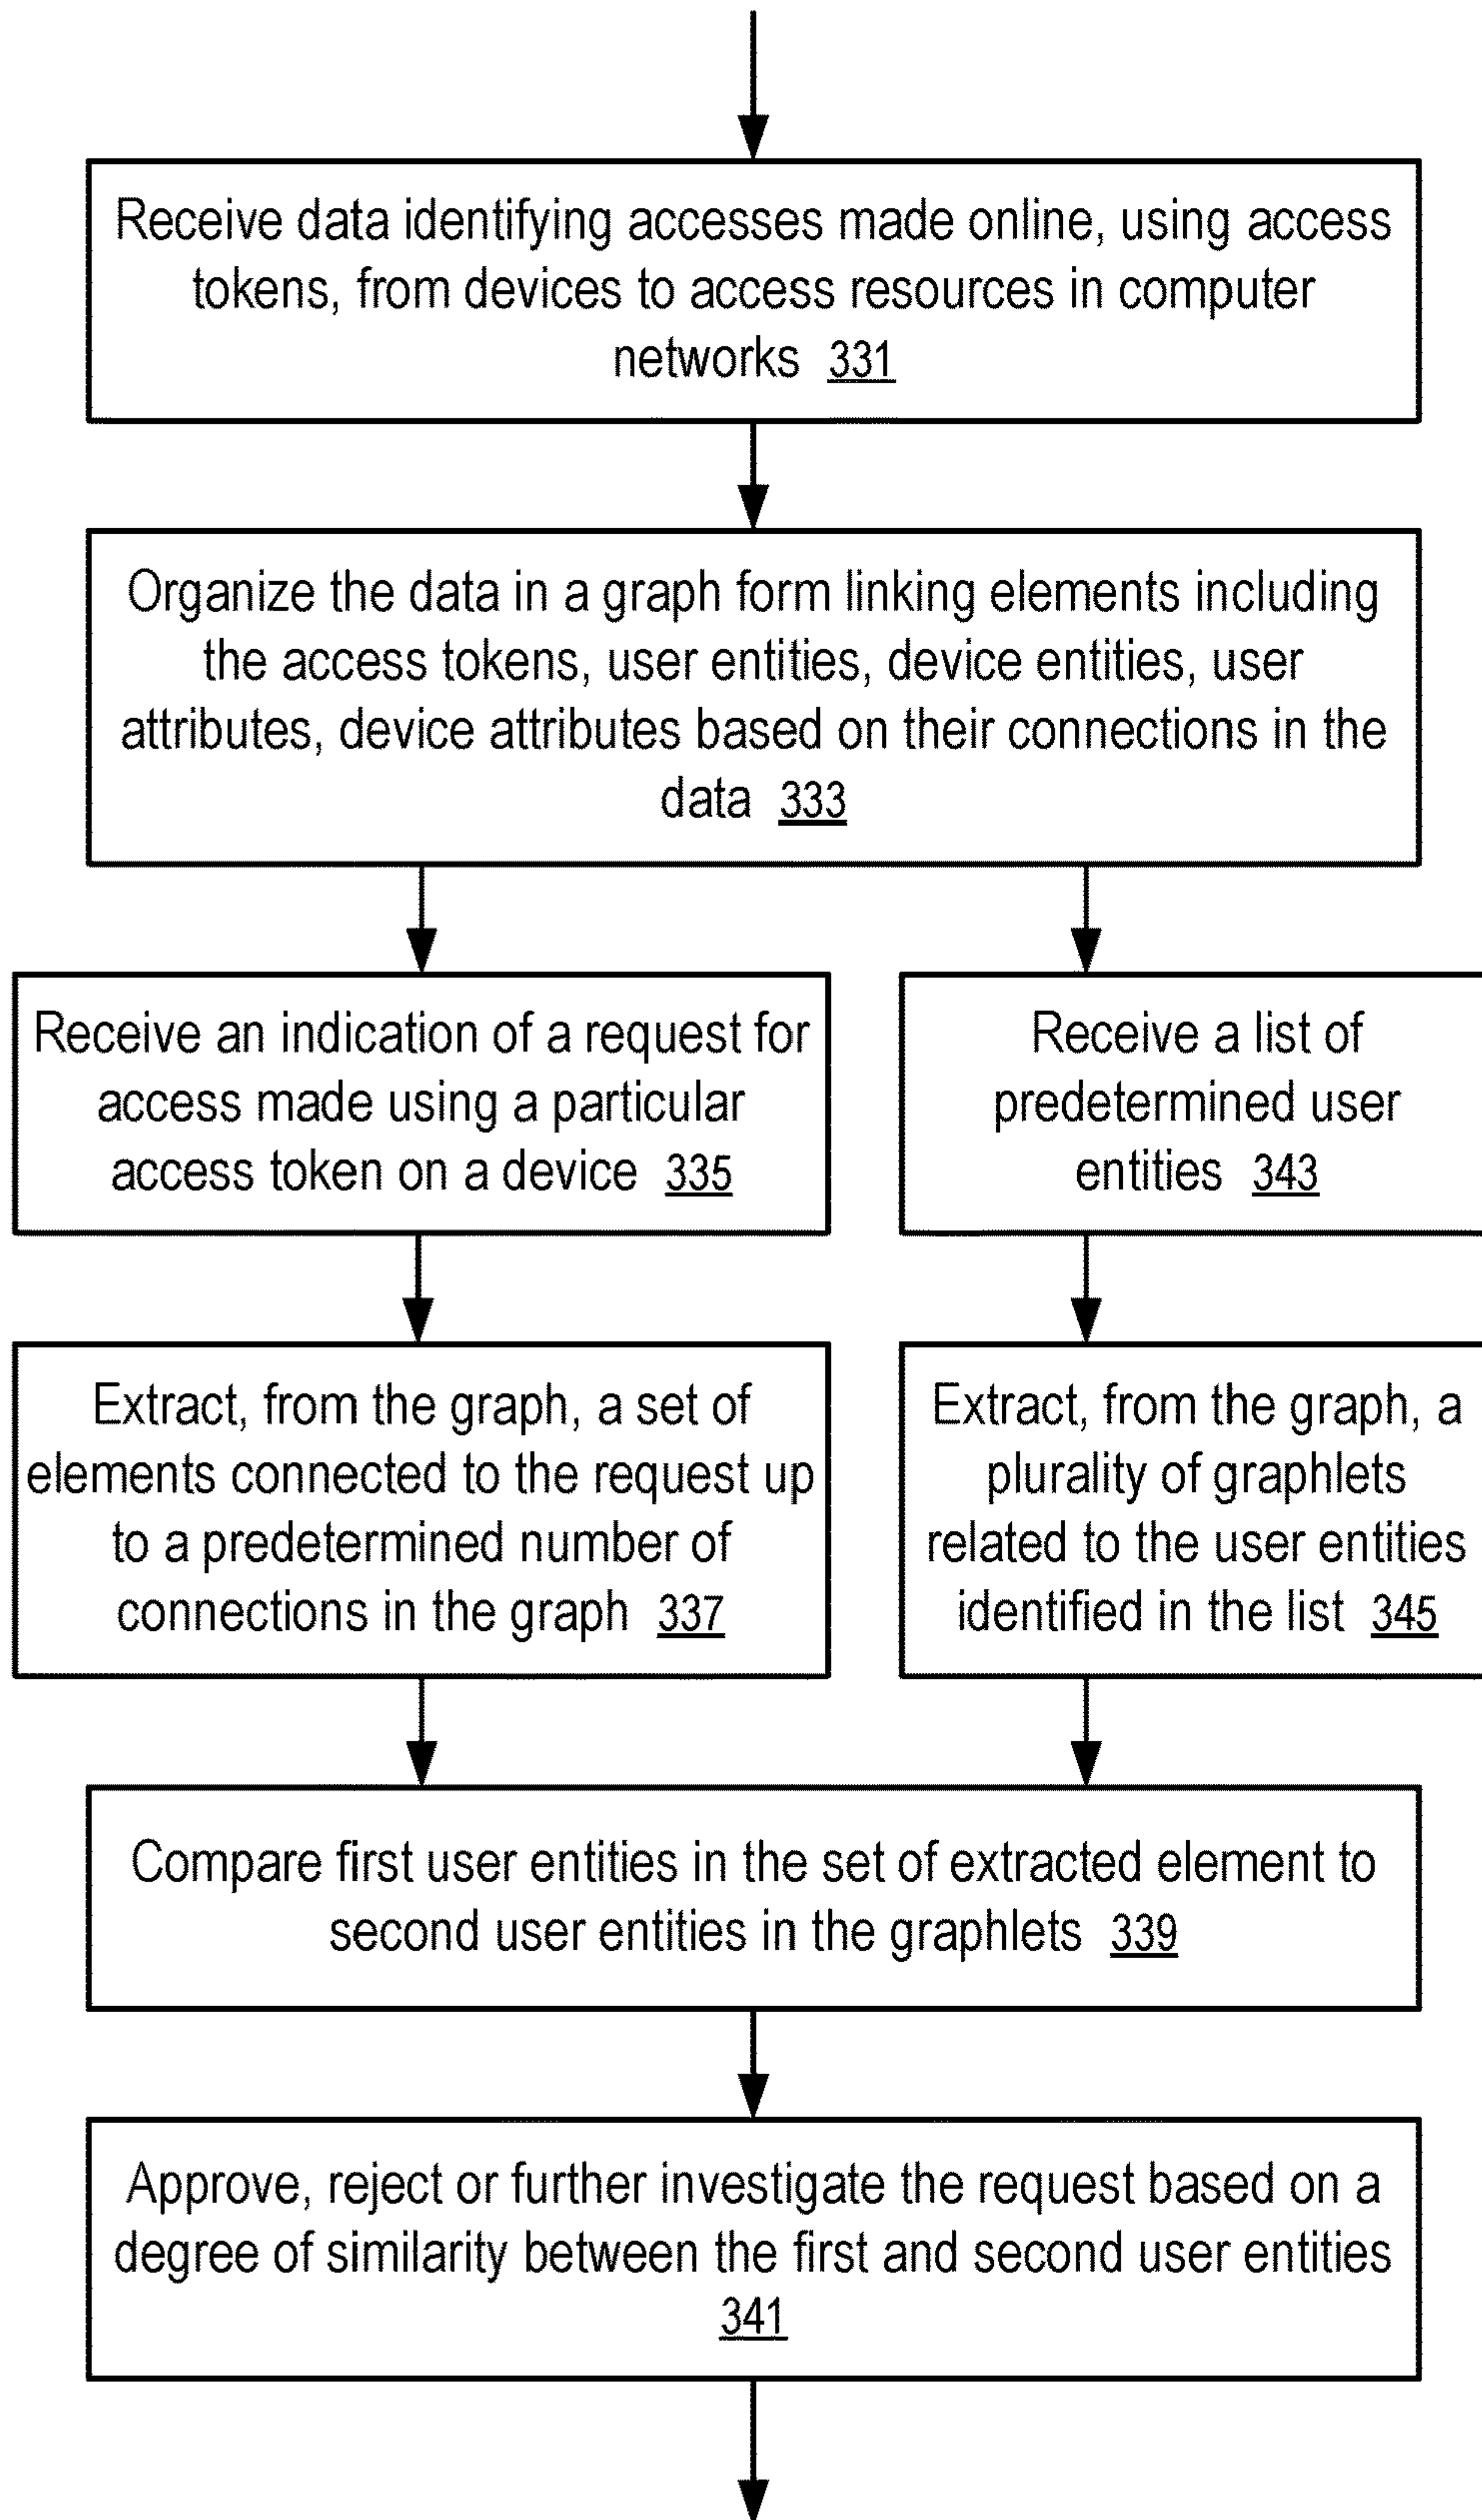 Receive data identifying accesses made online, using access
tokens, from devices to access resources in computer
networks 331
Organize the data in a graph form linking elements including
the access tokens, user entities, device entities, user
attributes, device attributes based on their connections in the
data 333
Receive an indication of a request for
access made using a particular
access token on a device 335
Receive a list of
predetermined user
entities 343
Extract, from the graph, a set of
elements connected to the request up
to a predetermined number of
connections in the graph 337
Extract, from the graph, a
plurality of graphlets
related to the user entities
identified in the list 345
Compare first user entities in the set of extracted element to
second user entities in the graphlets 339
Approve, reject or further investigate the request based on a
degree of similarity between the first and second user entities
341